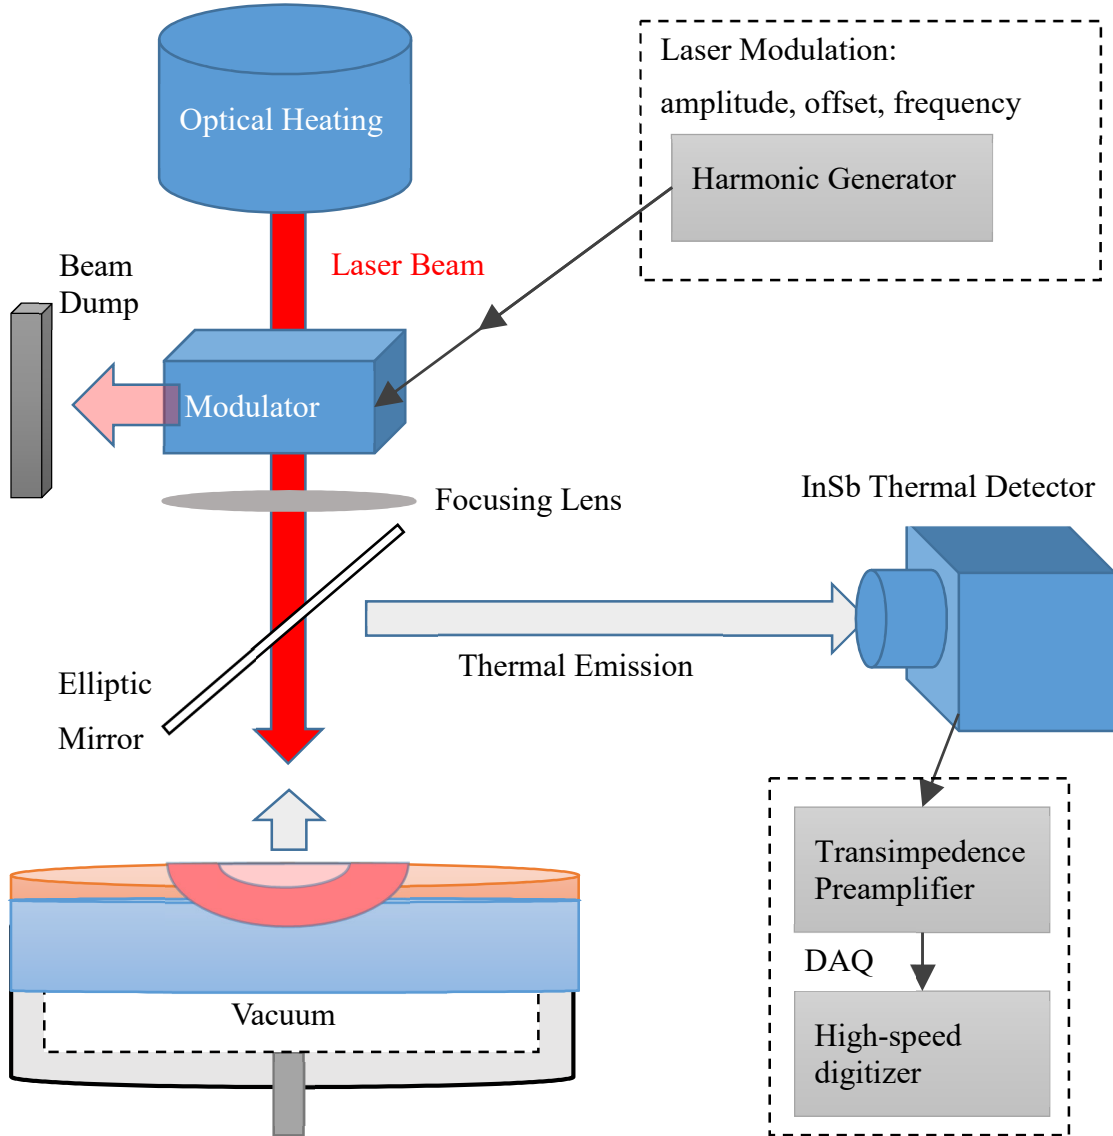 Optical Heating
Laser Modulation:
amplitude, offset, frequency
Harmonic Generator
Laser Beam
Beam
Dump
Modulator
Focusing Lens
InSb Thermal Detector
Thermal Emission
Elliptic
Mirror
Transimpedence
Preamplifier
DAQ
High-speed
digitizer
Vacuum